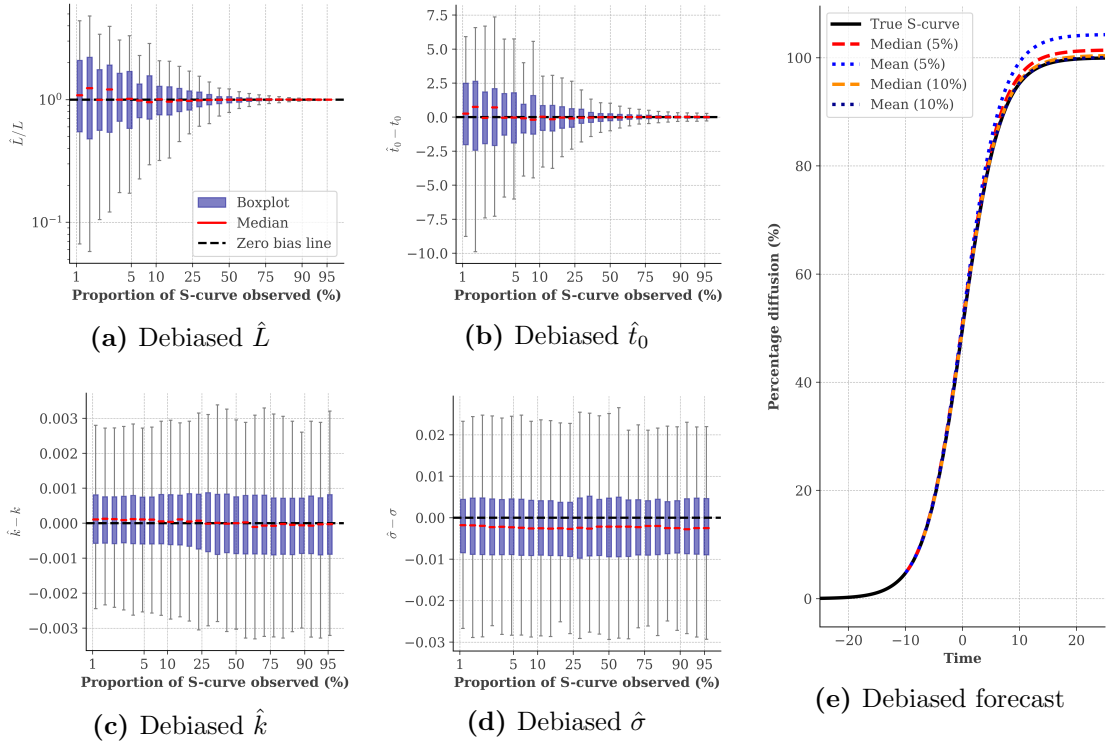 10⁰
10⁻¹
L̂/L
Boxplot
Median
Zero bias line
1 5 10 25 50 75 90 95
Proportion of S-curve observed (%)
(a) Debiased L̂
7.5
5.0
2.5
0.0
−2.5
−5.0
−7.5
−10.0
t̂₀ − t₀
1 5 10 25 50 75 90 95
Proportion of S-curve observed (%)
(b) Debiased t̂₀
0.003
0.002
0.001
0.000
−0.001
−0.002
−0.003
k̂ − k
1 5 10 25 50 75 90 95
Proportion of S-curve observed (%)
(c) Debiased k̂
0.02
0.01
0.00
−0.01
−0.02
−0.03
σ̂ − σ
1 5 10 25 50 75 90 95
Proportion of S-curve observed (%)
(d) Debiased σ̂
True S-curve
Median (5%)
Mean (5%)
Median (10%)
Mean (10%)
100
80
60
40
20
0
Percentage diffusion (%)
−20 −10 0 10 20
Time
(e) Debiased forecast